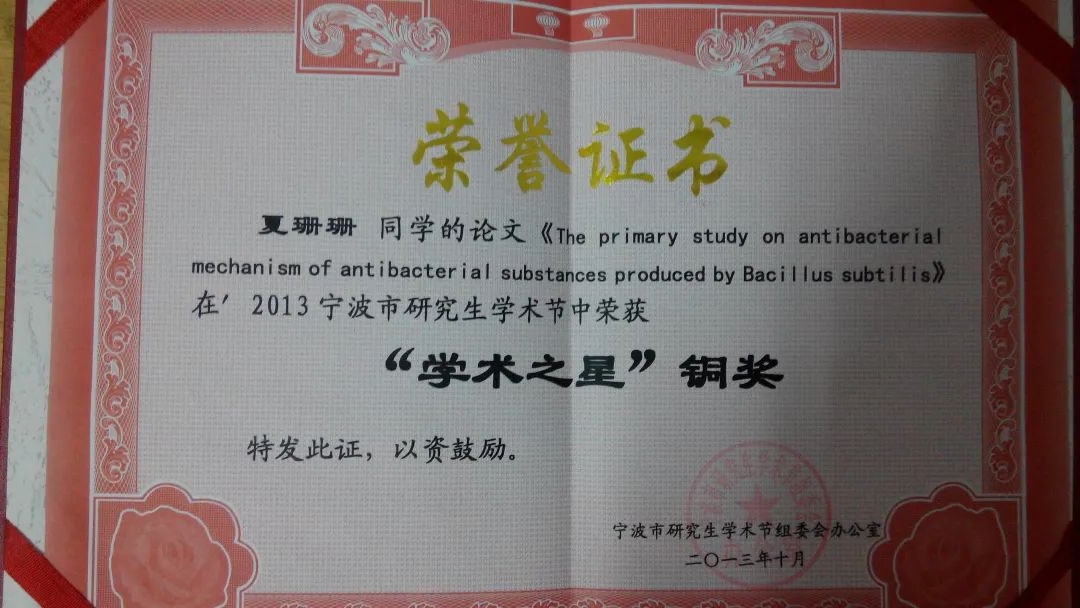 荣誉证书
夏珊珊 同学的论文《The primary study on antibacterial
mechanism of antibacterial substances produced by Bacillus subtilis》
在’2013宁波市研究生学术节中荣获
“学术之星”铜奖
特发此证，以资鼓励。
宁波市研究生学术节组委会办公室
二〇一三年十月